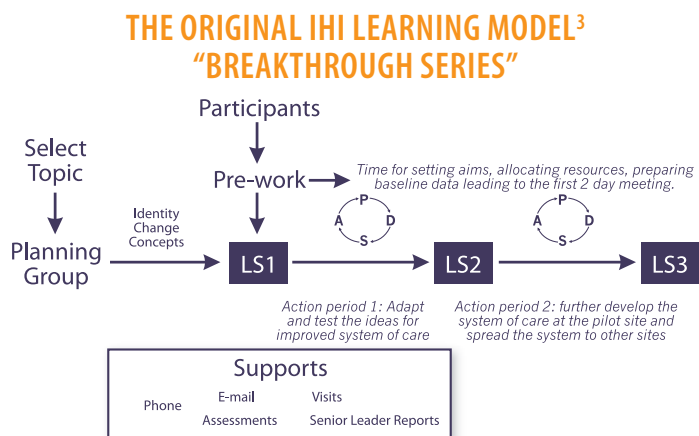 THE ORIGINAL IHI LEARNING MODEL³
“BREAKTHROUGH SERIES”
Participants
Select
Topic
Pre-work
Time for setting aims, allocating resources, preparing
baseline data leading to the first 2 day meeting.
Identity
Change
Concepts
Planning
Group
P
A D
S
P
A D
S
LS1
LS2
LS3
Action period 1: Adapt
and test the ideas for
improved system of care
Action period 2: further develop the
system of care at the pilot site and
spread the system to other sites
Supports
Phone
E-mail
Visits
Assessments
Senior Leader Reports